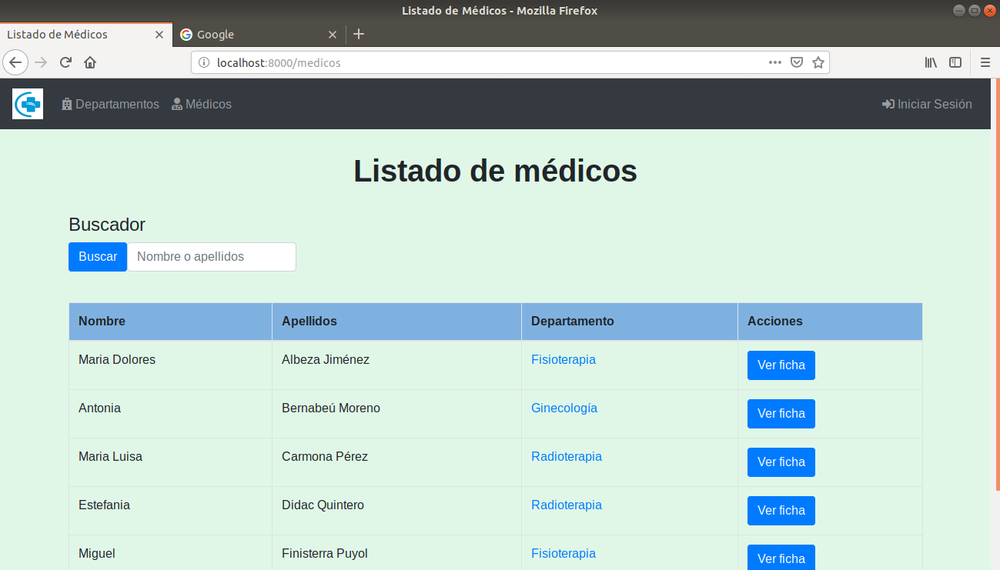 Listado de Médicos - Mozilla Firefox
Listado de Médicos
Google
localhost:8000/medicos
Departamentos Médicos Iniciar Sesión
Listado de médicos
Buscador
Buscar Nombre o apellidos
Nombre Apellidos Departamento Acciones
Maria Dolores Albeza Jiménez Fisioterapia Ver ficha
Antonia Bernabeú Moreno Ginecología Ver ficha
Maria Luisa Carmona Pérez Radioterapia Ver ficha
Estefania Didac Quintero Radioterapia Ver ficha
Miguel Finisterra Puyol Fisioterapia Ver ficha